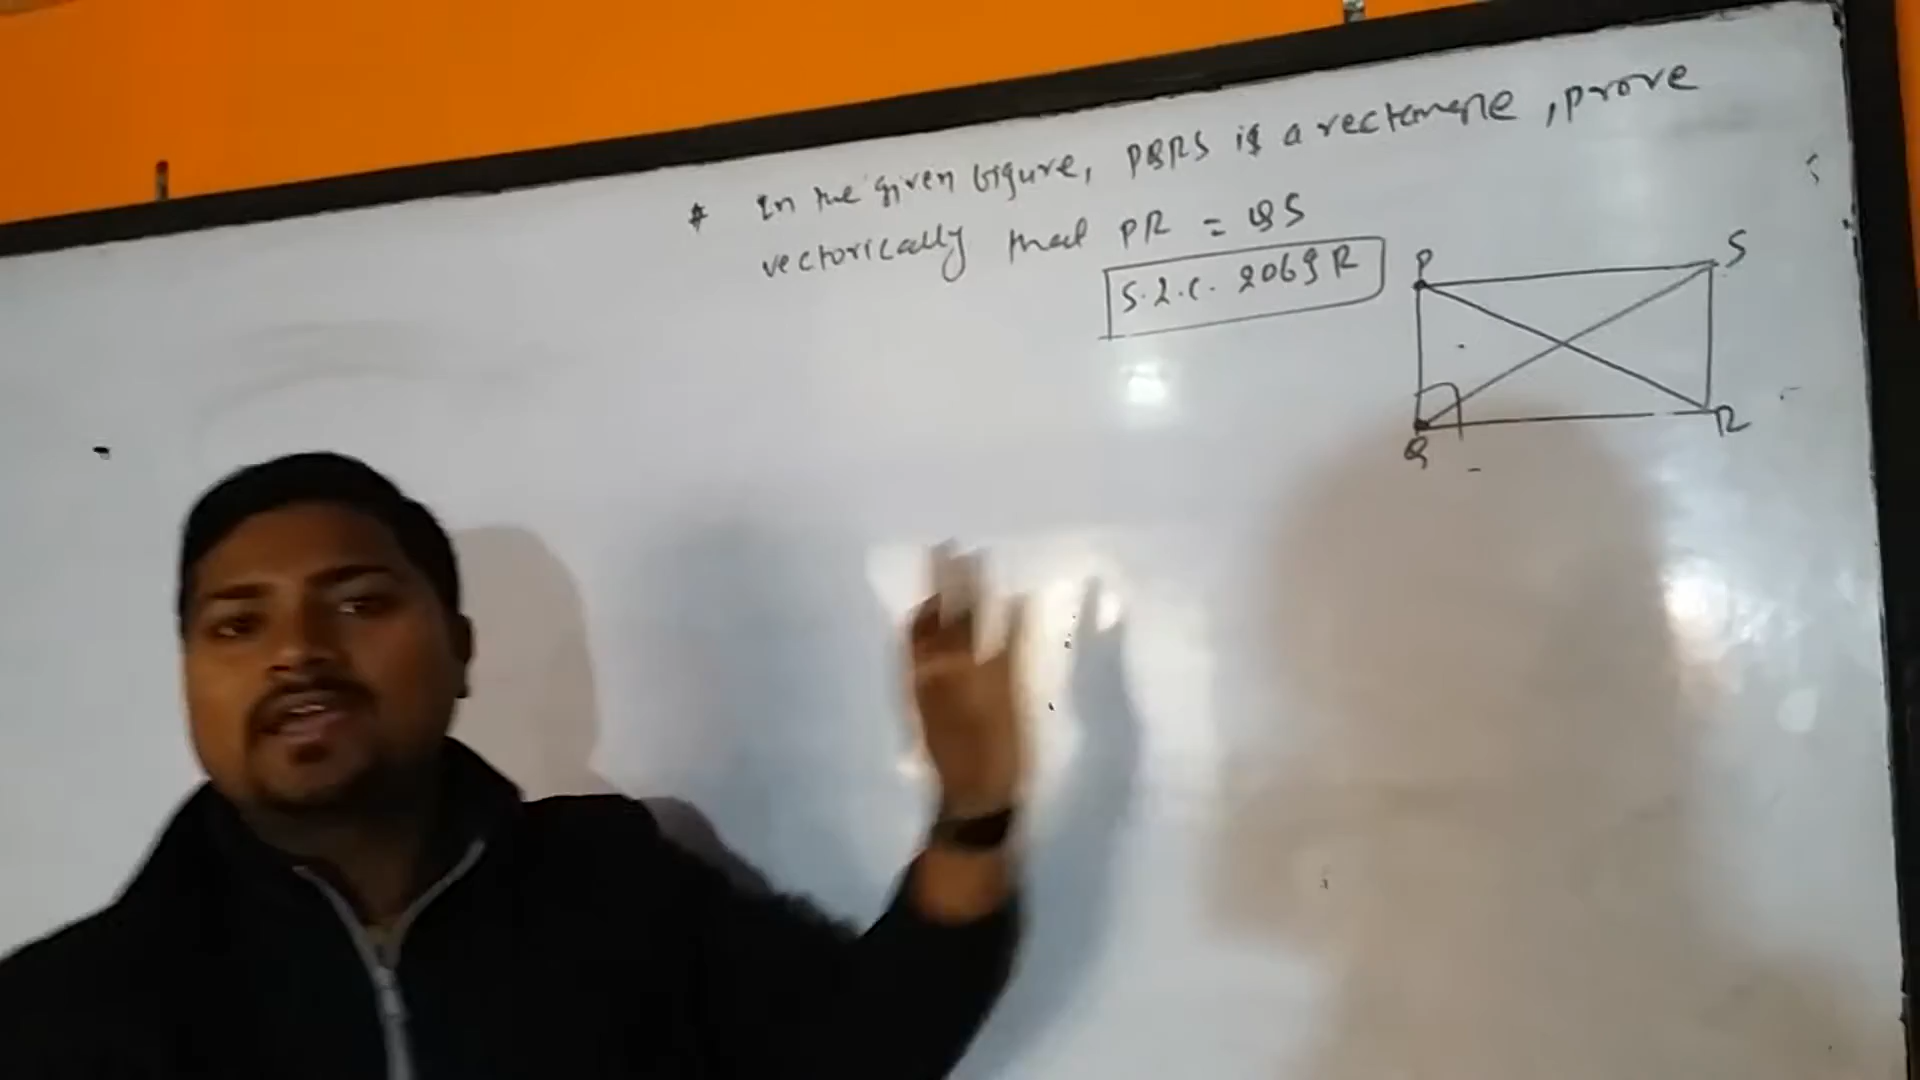 * In the given figure, PQRS is a rectangle, prove
vectorically that PR = QS
S.L.C. 2069 R
P
S
Q
R